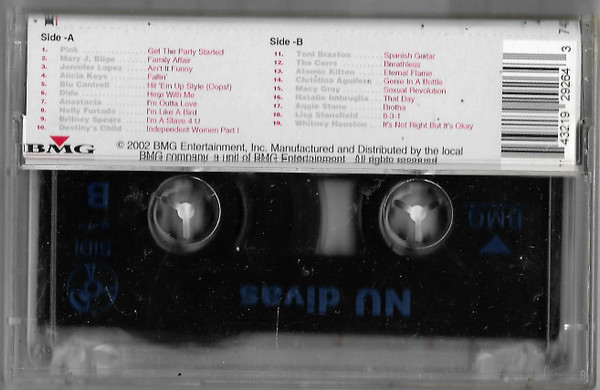 Side -A
1. Pink Get The Party Started
2. Mary J. Blige Family Affair
3. Jennifer Lopez Ain't It Funny
4. Alicia Keys Fallin'
5. Blu Cantrell Hit 'Em Up Style (Oops!)
6. Dido Here With Me
7. Anastacia I'm Outta Love
8. Nelly Furtado I'm Like A Bird
9. Britney Spears I'm A Slave 4 U
10. Destiny's Child Independent Women Part I
Side -B
11. Toni Braxton Spanish Guitar
12. The Corrs Breathless
13. Atomic Kitten Eternal Flame
14. Christina Aguilera Genie In A Bottle
15. Macy Gray Sexual Revolution
16. Natalie Imbruglia That Day
17. Angie Stone Brotha
18. Lisa Stansfield 8-3-1
19. Whitney Houston It's Not Right But It's Okay
BMG
© 2002 BMG Entertainment, Inc. Manufactured and Distributed by the local
BMG company, a unit of BMG Entertainment. All rights reserved
43219 29264 3
74
B
BIDI
BMG
NU divas